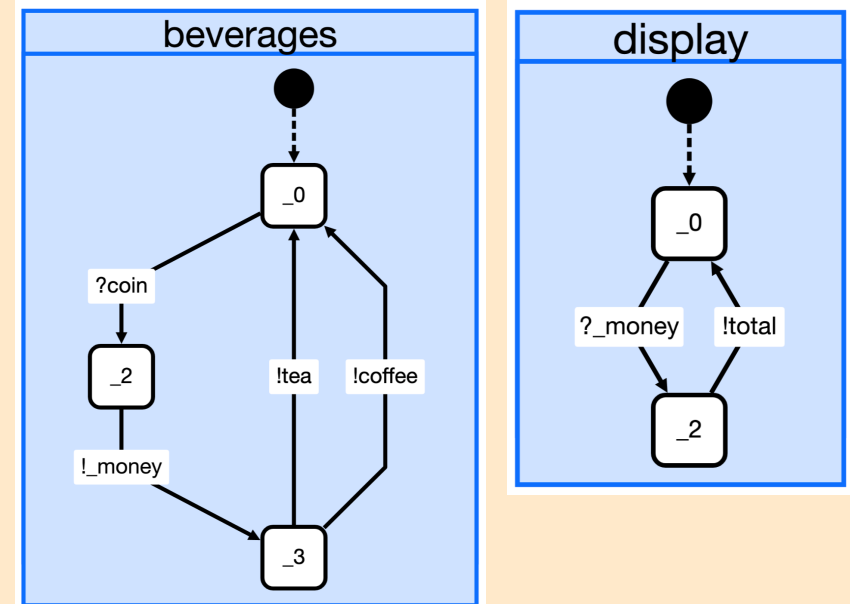 beverages
_0
?coin
_2
!tea
!coffee
!_money
_3
display
_0
?_money
!total
_2